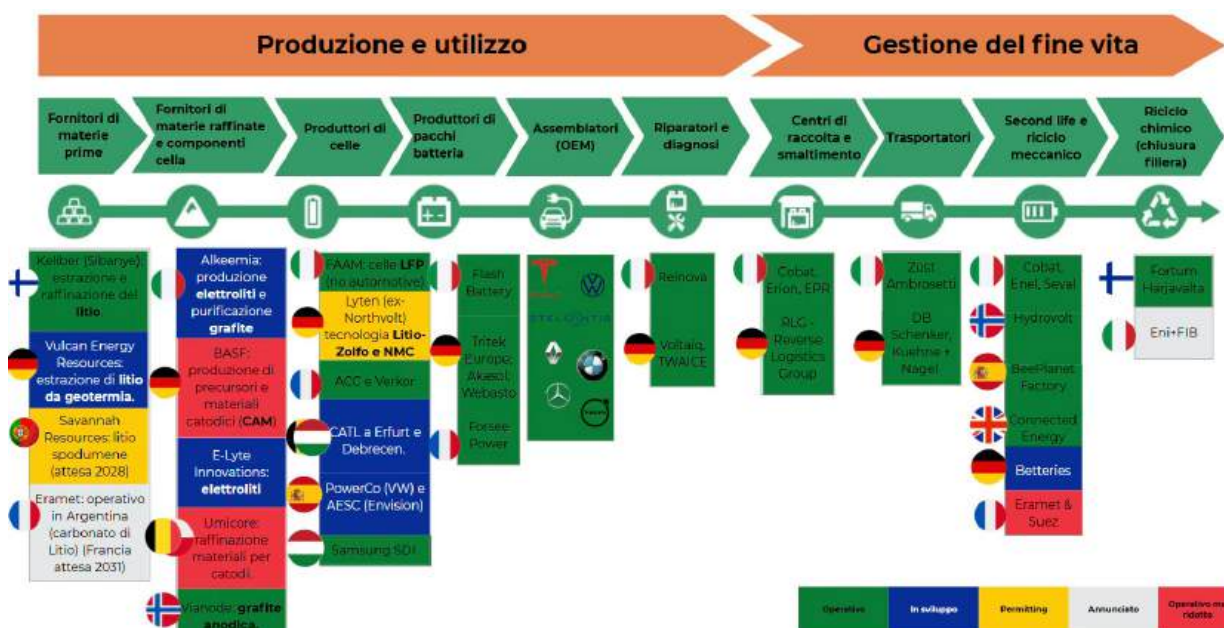 Produzione e utilizzo
Gestione del fine vita
Fornitori di
materie prime
Fornitori di
materie raffinate
e componenti
cella
Produttori di
celle
Produttori di
pacchi
batteria
Assemblatori
(OEM)
Riparatori e
diagnosi
Centri di
raccolta e
smaltimento
Trasportatori
Second life e
riciclo
meccanico
Riciclo
chimico
(chiusura
filiera)
Keliber (Sibanye):
estrazione e
raffinazione del
litio
Vulcan Energy
Resources:
estrazione di litio
da geotermia.
Savannah
Resources: litio
spodumene
(attesa 2028)
Eramet: operativo
in Argentina
(carbonato di
Litio) (Francia
attesa 2031)
Alkeemia:
produzione
elettroliti e
purificazione
grafite
BASF:
produzione di
precursori e
materiali
catodici (CAM)
E-Lyte
Innovations:
elettroliti
Umicore:
raffinazione
materiali per
catodi.
Vianode: grafite
anodica.
FAAM: celle LFP
(no automotive)
Lyten (ex-
Northvolt)
tecnologia Litio-
Zolfo e NMC
ACC e Verkor
CATL a Erfurt e
Debrecen.
PowerCo (VW) e
AESC (Envision)
Samsung SDI
Flash
Battery
Tritek
Europe;
Akasol;
Webasto
Forsee
Power
STELLANTIS
Reinova
Voltaiq,
TWAICE
Cobat,
Erion, EPR
RLG -
Reverse
Logistics
Group
Züst
Ambrosetti
DB
Schenker,
Kuehne +
Nagel
Cobat,
Enel, Seval
Hydrovolt
BeePlanet
Factory
Connected
Energy
Betteries
Eramet &
Suez
Fortum
Harjavalta
Eni+FIB
Operativo
In sviluppo
Permitting
Annunciato
Operativo ma
ridotto